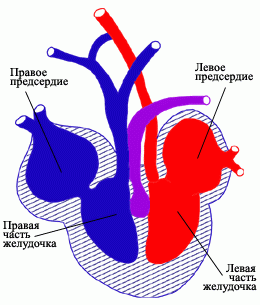 Правое
предсердие
Левое
предсердие
Правая
часть
желудочка
Левая часть
желудочка